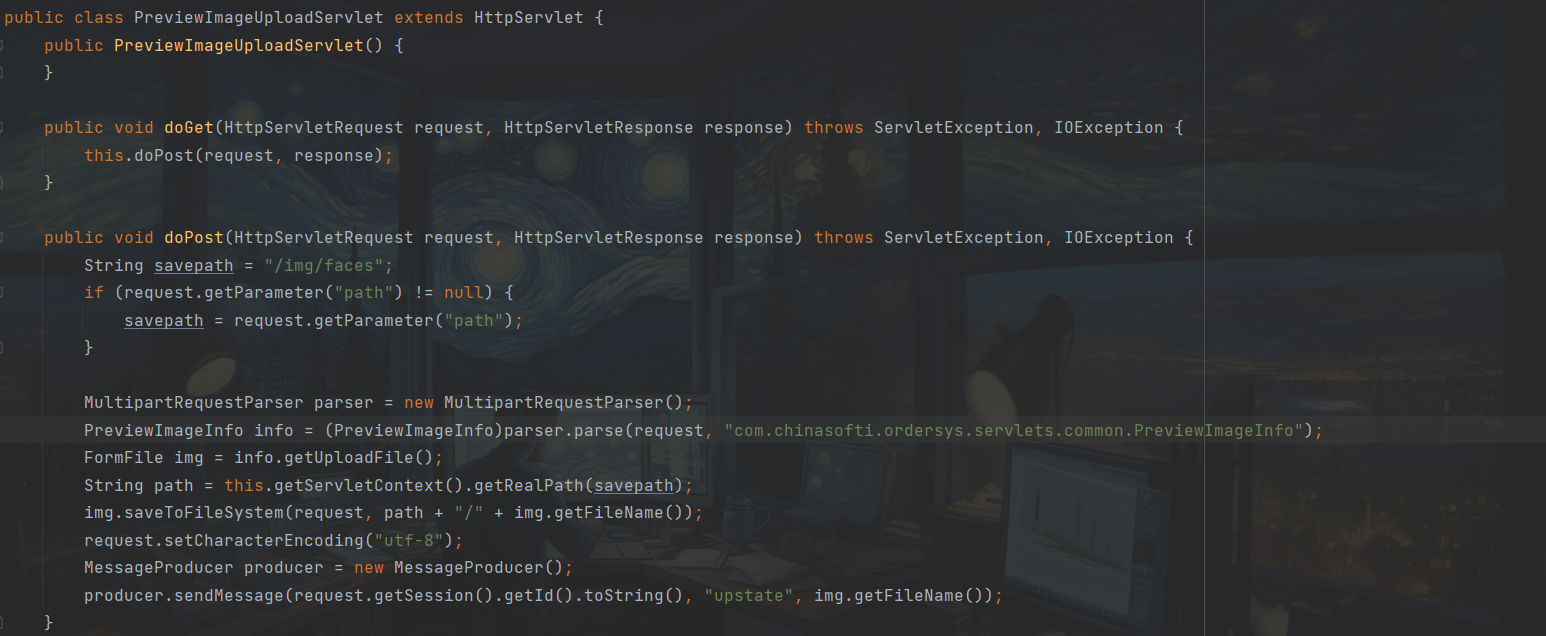 public class PreviewImageUploadServlet extends HttpServlet {
    public PreviewImageUploadServlet() {
    }

    public void doGet(HttpServletRequest request, HttpServletResponse response) throws ServletException, IOException {
        this.doPost(request, response);
    }

    public void doPost(HttpServletRequest request, HttpServletResponse response) throws ServletException, IOException {
        String savepath = "/img/faces";
        if (request.getParameter("path") != null) {
            savepath = request.getParameter("path");
        }

        MultipartRequestParser parser = new MultipartRequestParser();
        PreviewImageInfo info = (PreviewImageInfo)parser.parse(request, "com.chinasofti.ordersys.servlets.common.PreviewImageInfo");
        FormFile img = info.getUploadFile();
        String path = this.getServletContext().getRealPath(savepath);
        img.saveToFileSystem(request, path + "/" + img.getFileName());
        request.setCharacterEncoding("utf-8");
        MessageProducer producer = new MessageProducer();
        producer.sendMessage(request.getSession().getId().toString(), "upstate", img.getFileName());
    }